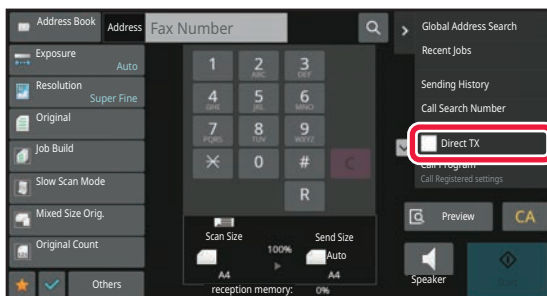 Address Book
Address
Fax Number
Global Address Search
Recent Jobs
Sending History
Call Search Number
Direct TX
Call Program
Call Registered settings
Exposure
Auto
Resolution
Super Fine
Original
Job Build
Slow Scan Mode
Mixed Size Orig.
Original Count
Others
1
2
ABC
3
DEF
4
GHI
5
JKL
6
MNO
7
PQRS
8
TUV
9
WXYZ
0
#
C
R
Scan Size
100%
Send Size
Auto
A4
A4
reception memory: 0%
Preview
CA
Speaker
Start